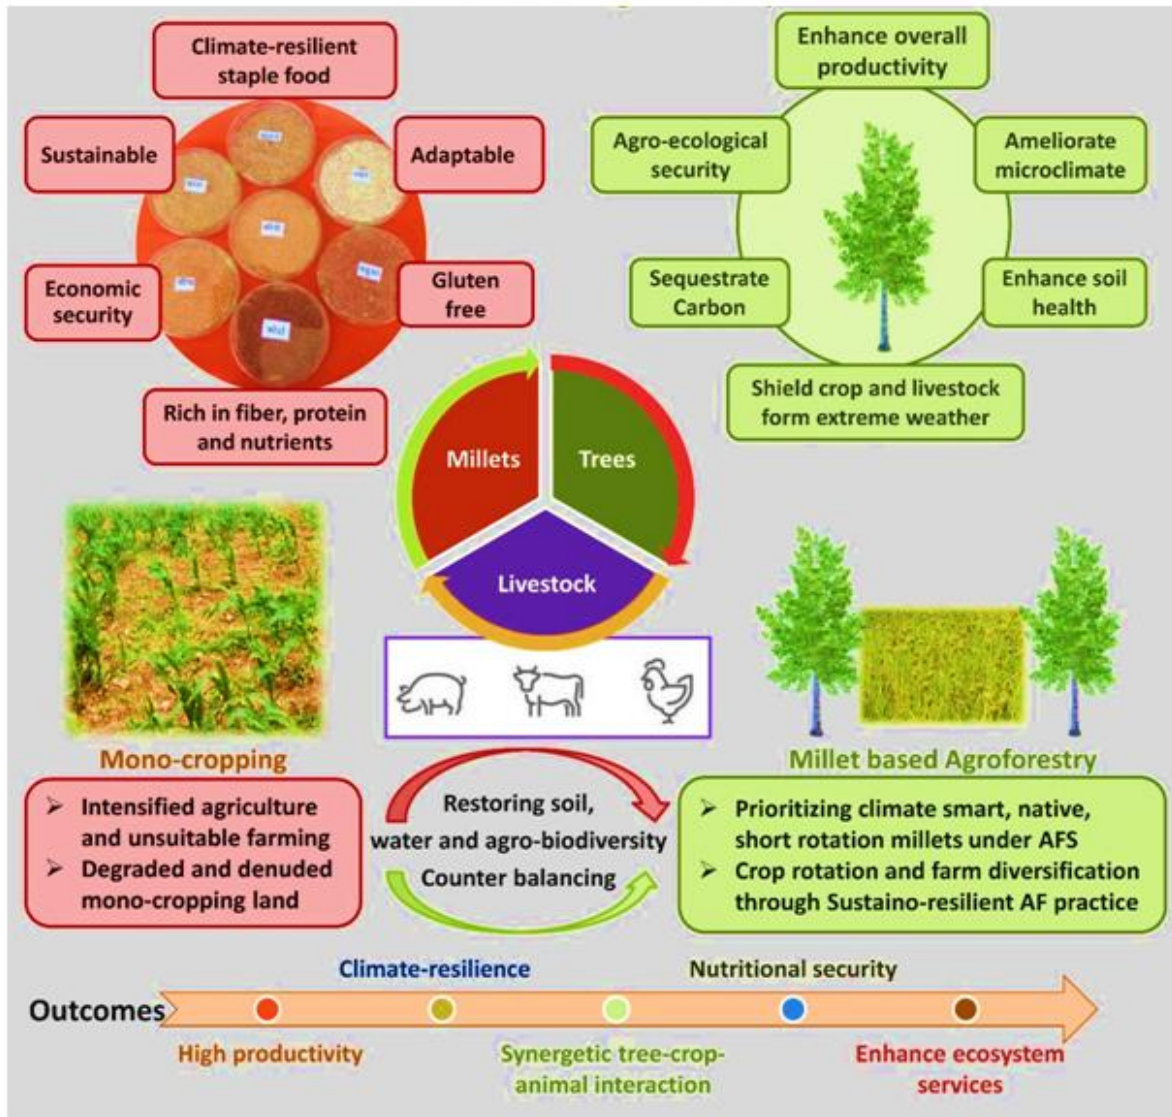 Climate-resilient
staple food
Sustainable
Adaptable
Economic
security
Gluten
free
Rich in fiber, protein
and nutrients
Enhance overall
productivity
Agro-ecological
security
Ameliorate
microclimate
Sequestrate
Carbon
Enhance soil
health
Shield crop and livestock
form extreme weather
Millets
Trees
Livestock
Mono-cropping
Intensified agriculture
and unsuitable farming
Degraded and denuded
mono-cropping land
Restoring soil,
water and agro-biodiversity
Counter balancing
Millet based Agroforestry
Prioritizing climate smart, native,
short rotation millets under AFS
Crop rotation and farm diversification
through Sustaino-resilient AF practice
Outcomes
Climate-resilience
Nutritional security
High productivity
Synergetic tree-crop-
animal interaction
Enhance ecosystem
services